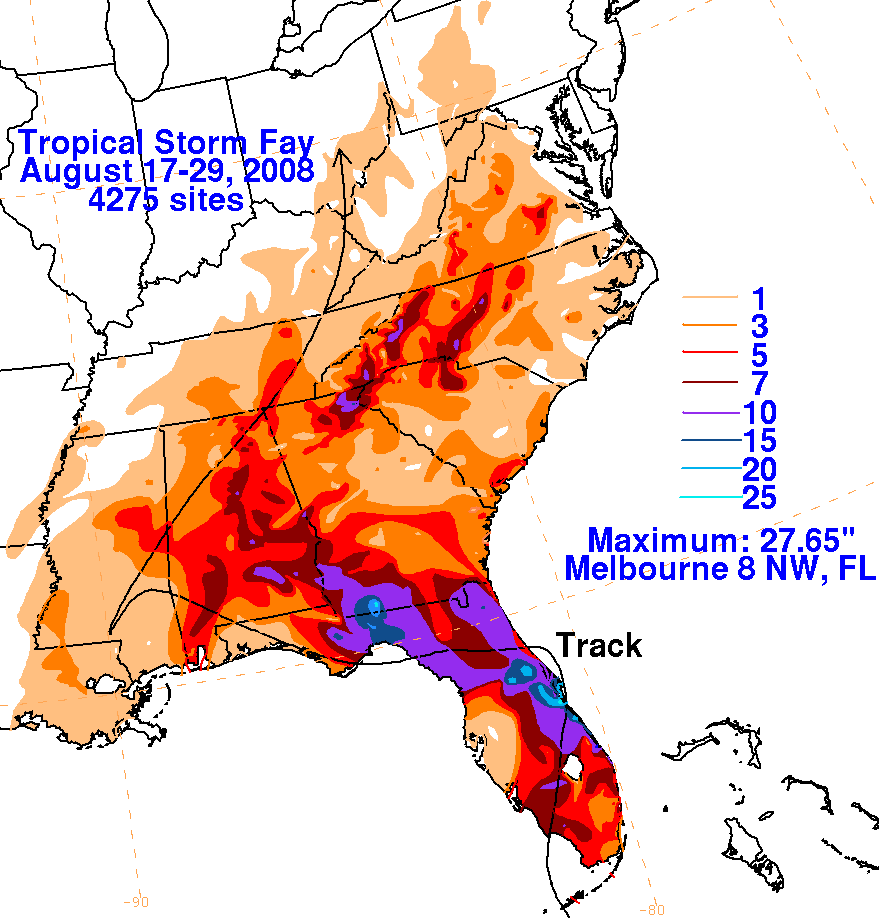 Tropical Storm Fay
August 17-29, 2008
4275 sites
1
3
5
7
10
15
20
25
Maximum: 27.65"
Melbourne 8 NW, FL
Track
-90
-80